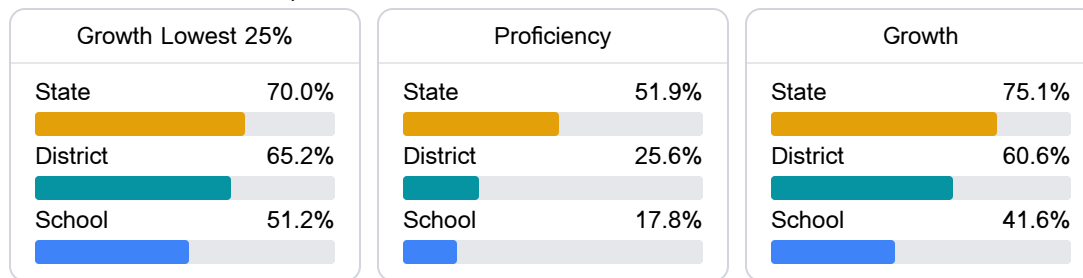 Growth Lowest 25%
State 70.0%
District 65.2%
School 51.2%
Proficiency
State 51.9%
District 25.6%
School 17.8%
Growth
State 75.1%
District 60.6%
School 41.6%